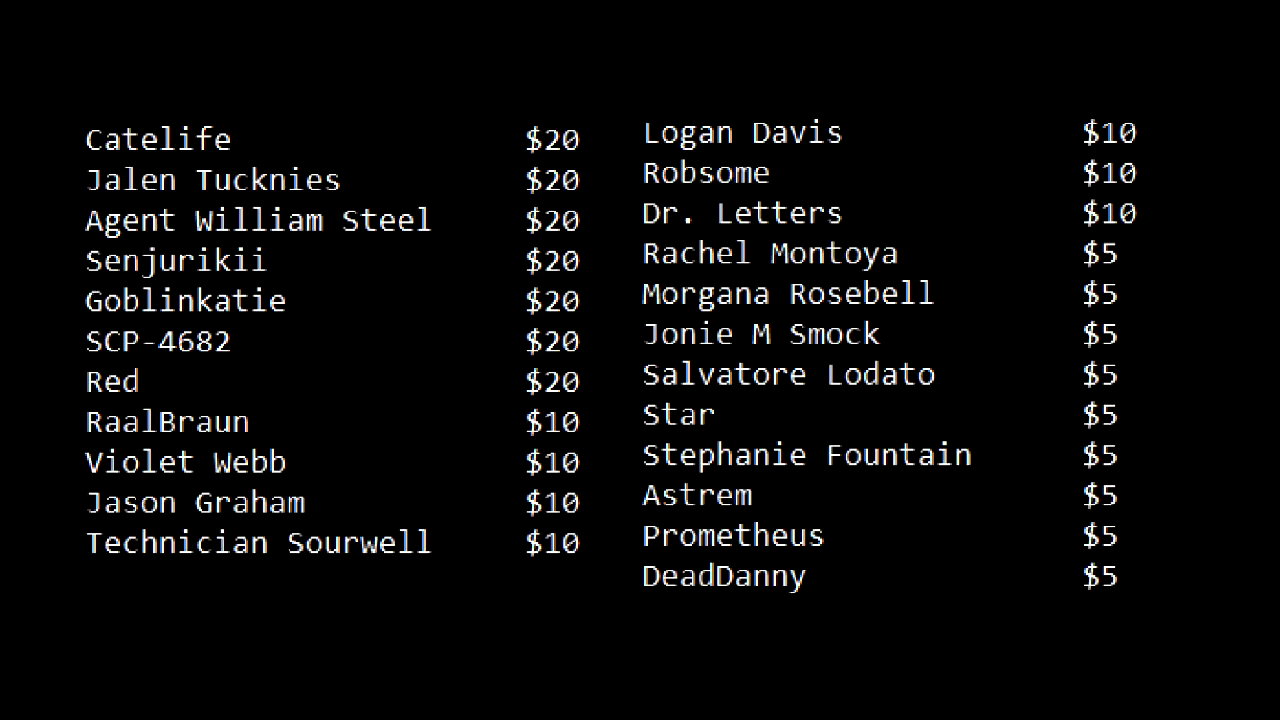 Catelife $20
Jalen Tucknies $20
Agent William Steel $20
Senjurikii $20
Goblinkatie $20
SCP-4682 $20
Red $20
RaalBraun $10
Violet Webb $10
Jason Graham $10
Technician Sourwell $10
Logan Davis $10
Robsome $10
Dr. Letters $10
Rachel Montoya $5
Morgana Rosebell $5
Jonie M Smock $5
Salvatore Lodato $5
Star $5
Stephanie Fountain $5
Astrem $5
Prometheus $5
DeadDanny $5